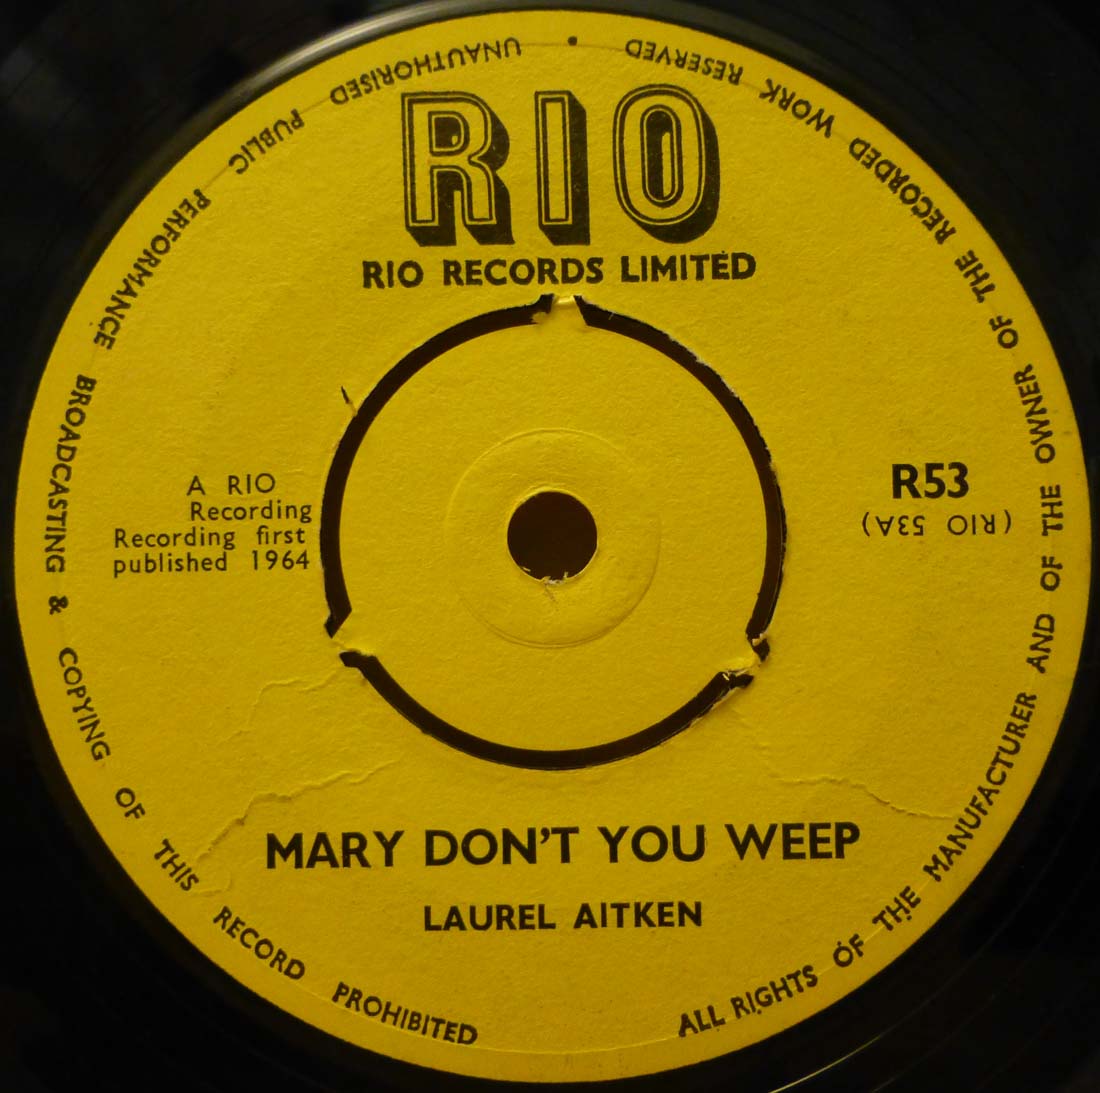 RIO
RIO RECORDS LIMITED
A RIO
Recording
Recording first
published 1964
R53
(RIO 53A)
MARY DON'T YOU WEEP
LAUREL AITKEN
ALL RIGHTS OF THE MANUFACTURER AND OF THE OWNER OF THE RECORDED WORK RESERVED • UNAUTHORISED PUBLIC PERFORMANCE BROADCASTING & COPYING OF THIS RECORD PROHIBITED